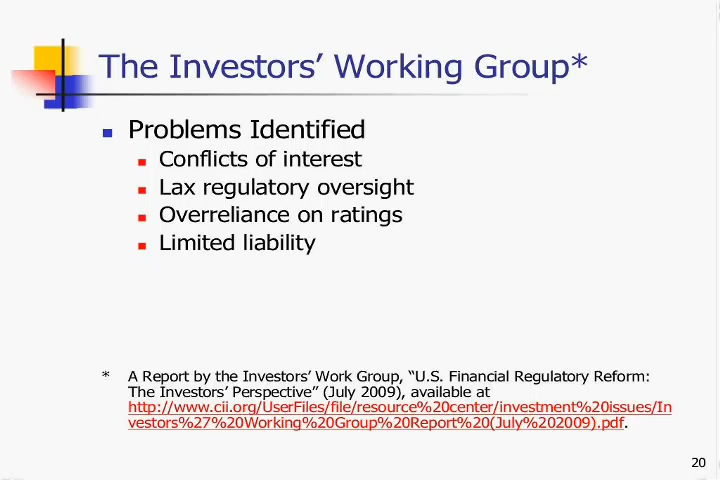 The Investors’ Working Group*
Problems Identified
Conflicts of interest
Lax regulatory oversight
Overreliance on ratings
Limited liability
* A Report by the Investors’ Work Group, “U.S. Financial Regulatory Reform:
The Investors’ Perspective” (July 2009), available at
http://www.cii.org/UserFiles/file/resource%20center/investment%20issues/In
vestors%27%20Working%20Group%20Report%20(July%202009).pdf.
20